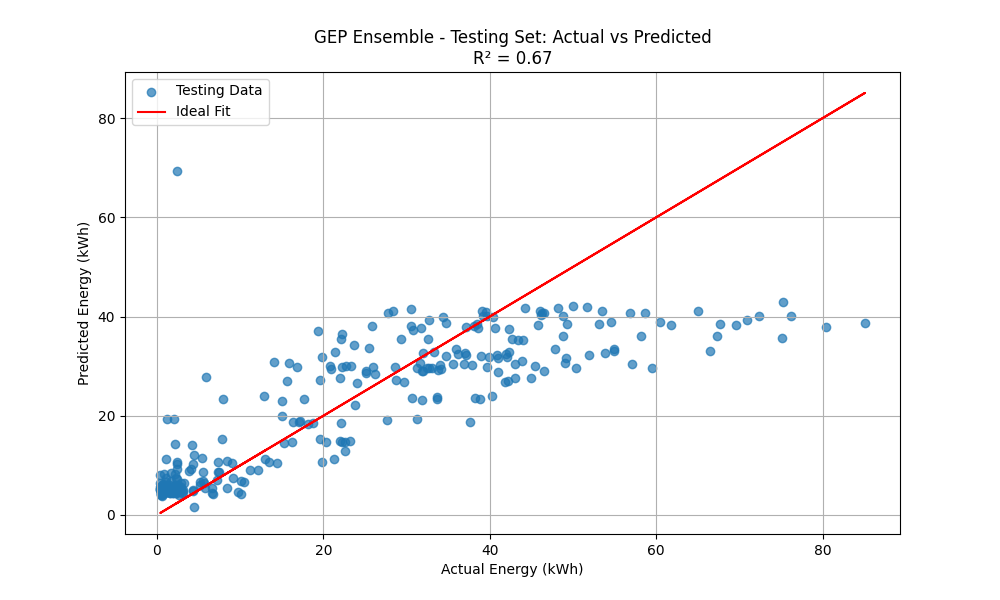 GEP Ensemble - Testing Set: Actual vs Predicted
R² = 0.67
Testing Data
Ideal Fit
80
60
40
20
0
Predicted Energy (kWh)
0 20 40 60 80
Actual Energy (kWh)